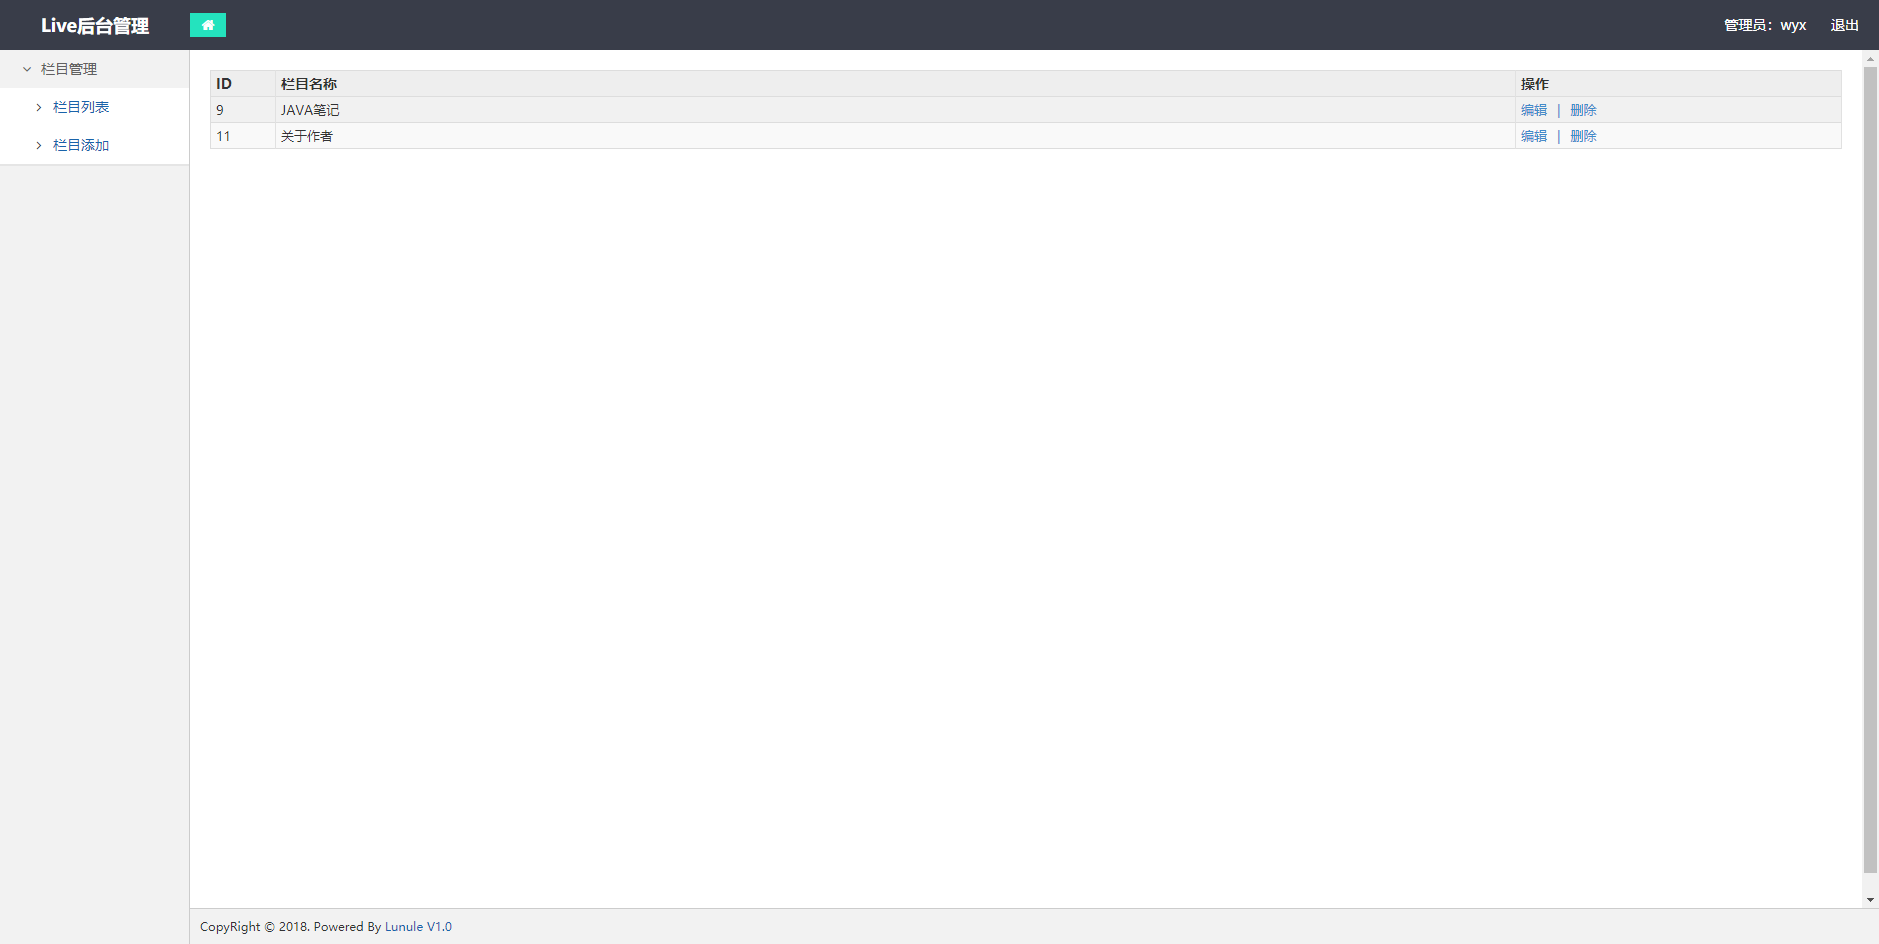 Live后台管理
管理员：wyx 退出
栏目管理
栏目列表
栏目添加
ID 栏目名称 操作
9 JAVA笔记 编辑 | 删除
11 关于作者 编辑 | 删除
CopyRight © 2018. Powered By Lunule V1.0